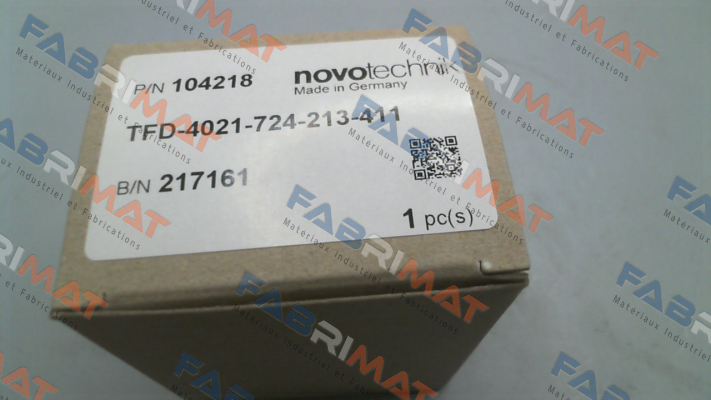 P/N 104218 novotechnik
Made in Germany
TFD-4021-724-213-411
B/N 217161
1 pc(s)
FABRIMAT
Materiaux Industriel et Fabrications